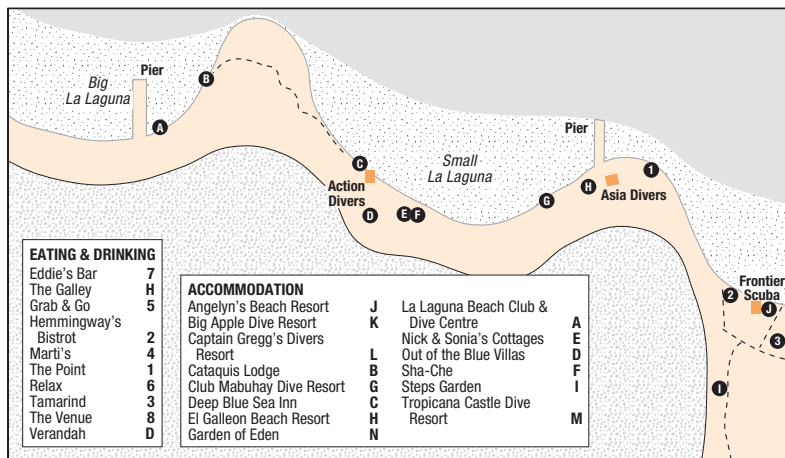 Big
La Laguna
Pier
B
A
C
Action
Divers
D
E
F
Small
La Laguna
Pier
1
H
Asia Divers
G
Frontier
Scuba
2
J
3
I
EATING & DRINKING
Eddie's Bar 7
The Galley H
Grab & Go 5
Hemmingway's
Bistrot 2
Marti's 4
The Point 1
Relax 6
Tamarind 3
The Venue 8
Verandah D
ACCOMMODATION
Angelyn's Beach Resort J
Big Apple Dive Resort K
Captain Gregg's Divers
Resort L
Cataquis Lodge B
Club Mabuhay Dive Resort G
Deep Blue Sea Inn C
El Galleon Beach Resort H
Garden of Eden N
La Laguna Beach Club &
Dive Centre A
Nick & Sonia's Cottages E
Out of the Blue Villas D
Sha-Che F
Steps Garden I
Tropicana Castle Dive
Resort M